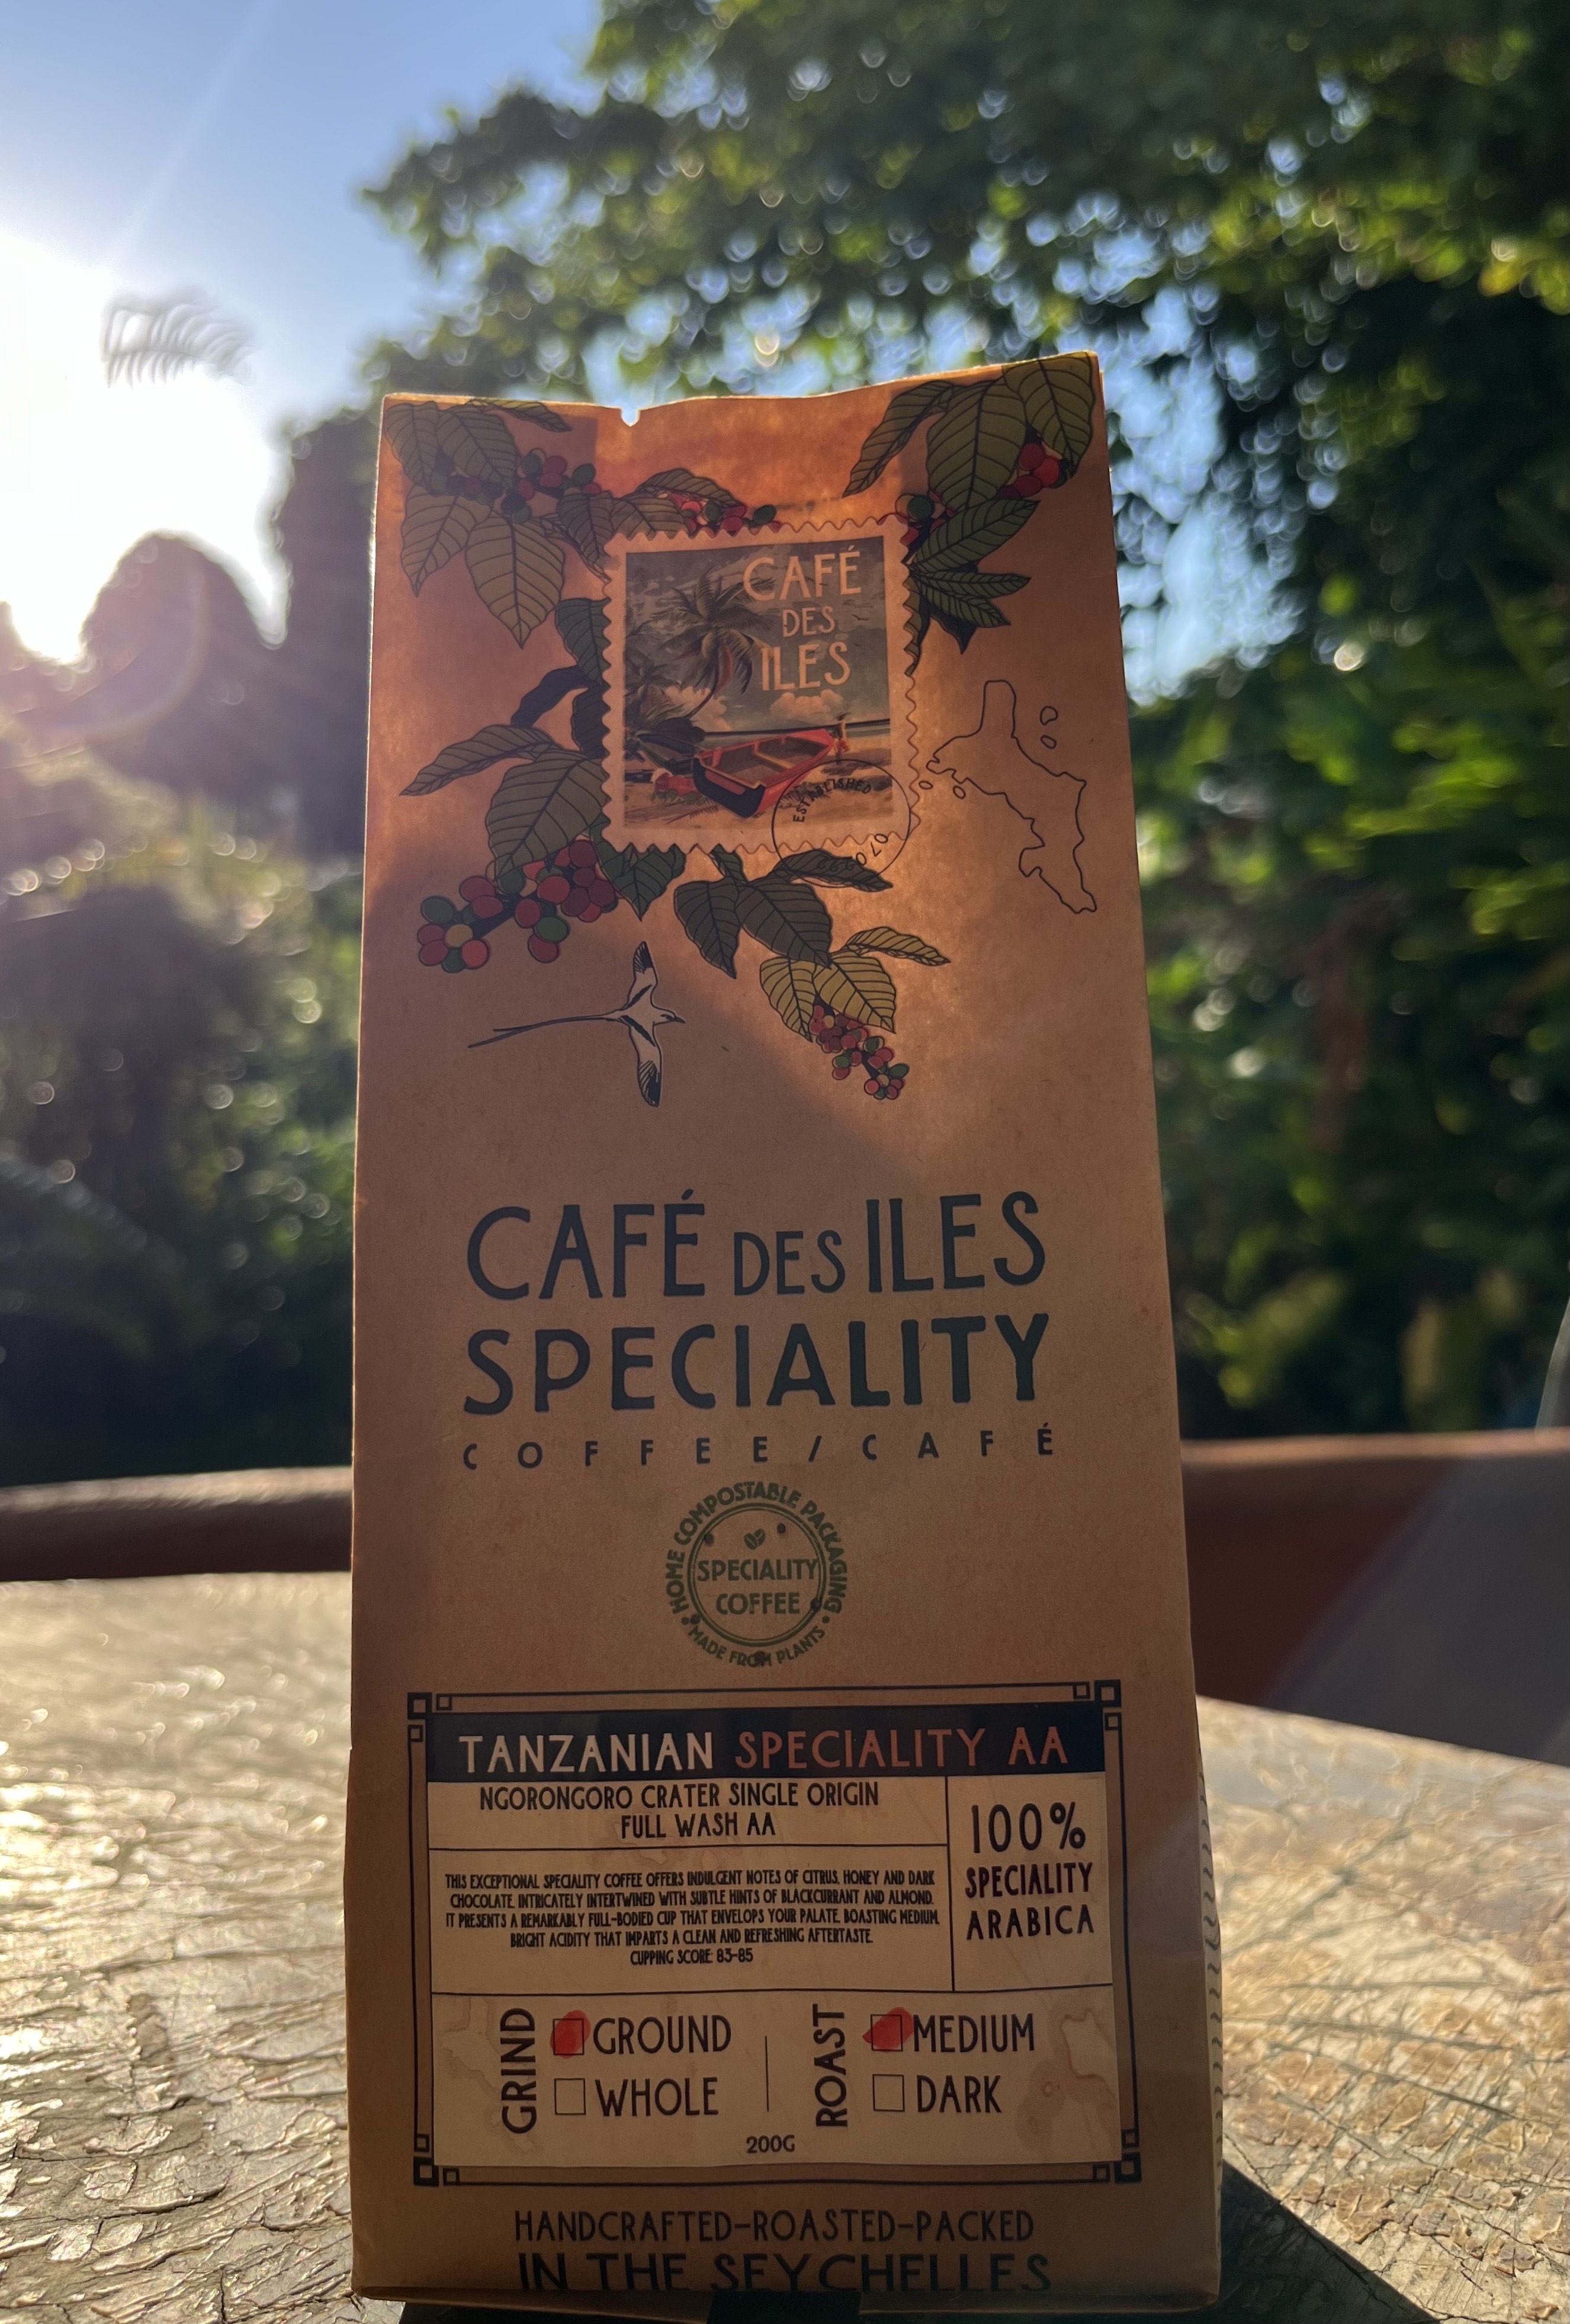 CAFÉ
DES
ILES
ESTABLISHED
CAFÉ DES ILES
SPECIALITY
COFFEE/CAFÉ
HOME COMPOSTABLE PACKAGING
SPECIALITY
COFFEE
• MADE FROM PLANTS •
TANZANIAN SPECIALITY AA
NGORONGORO CRATER SINGLE ORIGIN
FULL WASH AA
100%
SPECIALITY
ARABICA
THIS EXCEPTIONAL SPECIALITY COFFEE OFFERS INDULGENT NOTES OF CITRUS, HONEY AND DARK
CHOCOLATE, INTRICATELY INTERTWINED WITH SUBTLE HINTS OF BLACKCURRANT AND ALMOND.
IT PRESENTS A REMARKABLY FULL-BODIED CUP THAT ENVELOPS YOUR PALATE, BOASTING MEDIUM,
BRIGHT ACIDITY THAT IMPARTS A CLEAN AND REFRESHING AFTERTASTE.
CUPPING SCORE: 83-85
GRIND
GROUND
WHOLE
ROAST
MEDIUM
DARK
200G
HANDCRAFTED-ROASTED-PACKED
IN THE SEYCHELLES